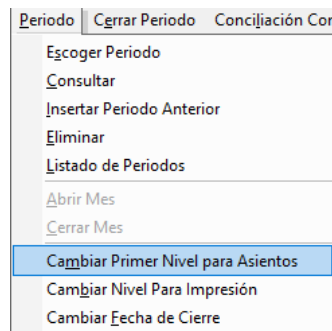 Periodo Cerrar Periodo Conciliación Con
Escoger Periodo
Consultar
Insertar Periodo Anterior
Eliminar
Listado de Periodos
Abrir Mes
Cerrar Mes
Cambiar Primer Nivel para Asientos
Cambiar Nivel Para Impresión
Cambiar Fecha de Cierre